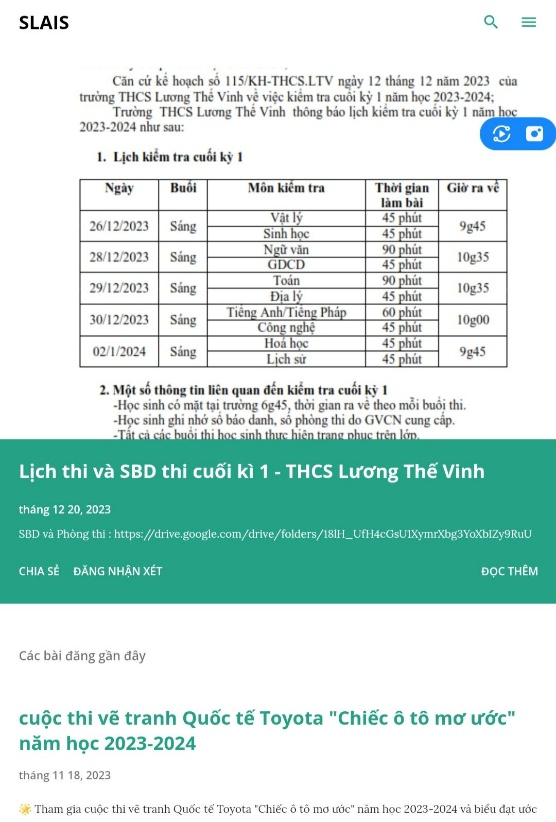 SLAIS
Căn cứ kế hoạch số 115/KH-THCS.LTV ngày 12 tháng 12 năm 2023 của
trường THCS Lương Thế Vinh về việc kiểm tra cuối kỳ 1 năm học 2023-2024;
Trường THCS Lương Thế Vinh thông báo lịch kiểm tra cuối kỳ 1 năm học
2023-2024 như sau:
1. Lịch kiểm tra cuối kỳ 1
Ngày Buổi Môn kiểm tra Thời gian làm bài Giờ ra về
26/12/2023 Sáng Vật lý 45 phút 9g45
Sinh học 45 phút
28/12/2023 Sáng Ngữ văn 90 phút 10g35
GDCD 45 phút
29/12/2023 Sáng Toán 90 phút 10g35
Địa lý 45 phút
30/12/2023 Sáng Tiếng Anh/Tiếng Pháp 60 phút 10g00
Công nghệ 45 phút
02/1/2024 Sáng Hoá học 45 phút 9g45
Lịch sử 45 phút
2. Một số thông tin liên quan đến kiểm tra cuối kỳ 1
-Học sinh có mặt tại trường 6g45, thời gian ra về theo mỗi buổi thi.
-Học sinh ghi nhớ số báo danh, số phòng thi do GVCN cung cấp.
-Tất cả các buổi thi học sinh thực hiện trang phục trên lớp.
Lịch thi và SBD thi cuối kì 1 - THCS Lương Thế Vinh
tháng 12 20, 2023
SBD và Phòng thi : https://drive.google.com/drive/folders/18lH_UfH4cGsU1XymrXbg3YoXbIZy9RuU
CHIA SẺ ĐĂNG NHẬN XÉT ĐỌC THÊM
Các bài đăng gần đây
cuộc thi vẽ tranh Quốc tế Toyota "Chiếc ô tô mơ ước"
năm học 2023-2024
tháng 11 18, 2023
🌟 Tham gia cuộc thi vẽ tranh Quốc tế Toyota "Chiếc ô tô mơ ước" năm học 2023-2024 và biểu đạt ước